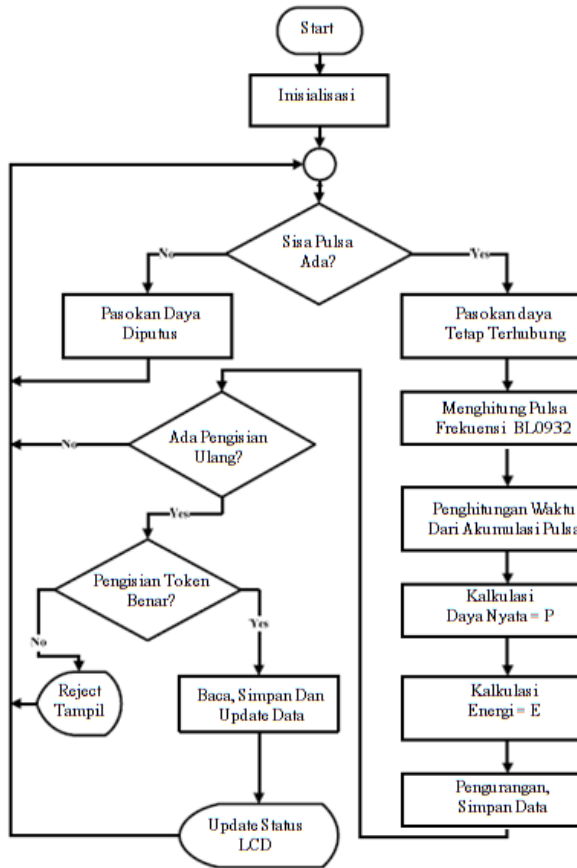 Start
Inisialisasi
Sisa Pulsa
Ada?
No
Yes
Pasokan Daya
Diputus
Pasokan daya
Tetap Terhubung
Menghitung Pulsa
Frekuensi BL0932
Ada Pengisian
Ulang?
No
Yes
Penghitungan Waktu
Dari Akumulasi Pulsa
Pengisian Token
Benar?
No
Yes
Kalkulasi
Daya Nyata = P
Reject
Tampil
Baca, Simpan Dan
Update Data
Kalkulasi
Energi = E
Pengurangan,
Simpan Data
Update Status
LCD